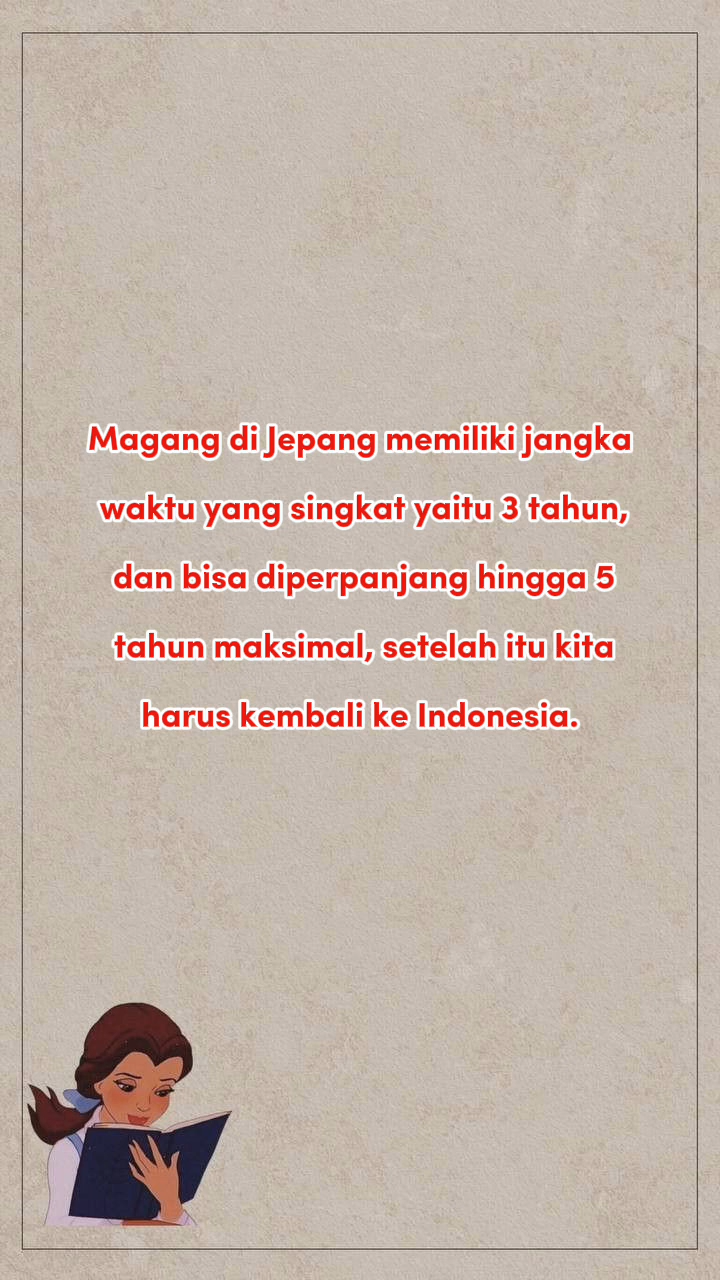 Magang di Jepang memiliki jangka
waktu yang singkat yaitu 3 tahun,
dan bisa diperpanjang hingga 5
tahun maksimal, setelah itu kita
harus kembali ke Indonesia.